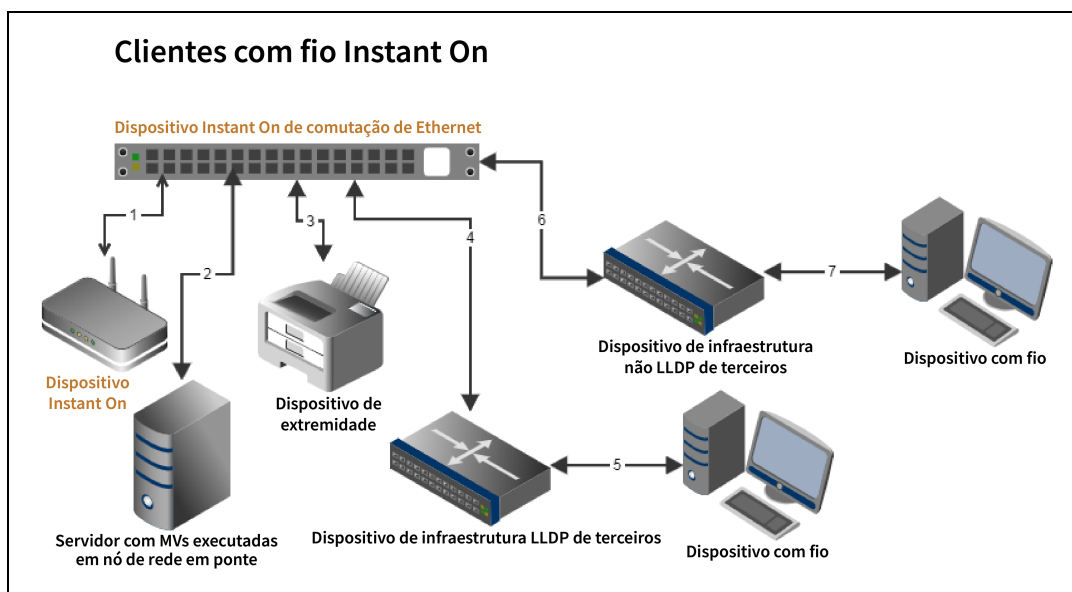 Clientes com fio Instant On
Dispositivo Instant On de comutação de Ethernet
1
2
3
4
6
7
Dispositivo
Instant On
Dispositivo de
extremidade
Dispositivo de infraestrutura
não LLDP de terceiros
Dispositivo com fio
5
Servidor com MVs executadas
em nó de rede em ponte
Dispositivo de infraestrutura LLDP de terceiros
Dispositivo com fio